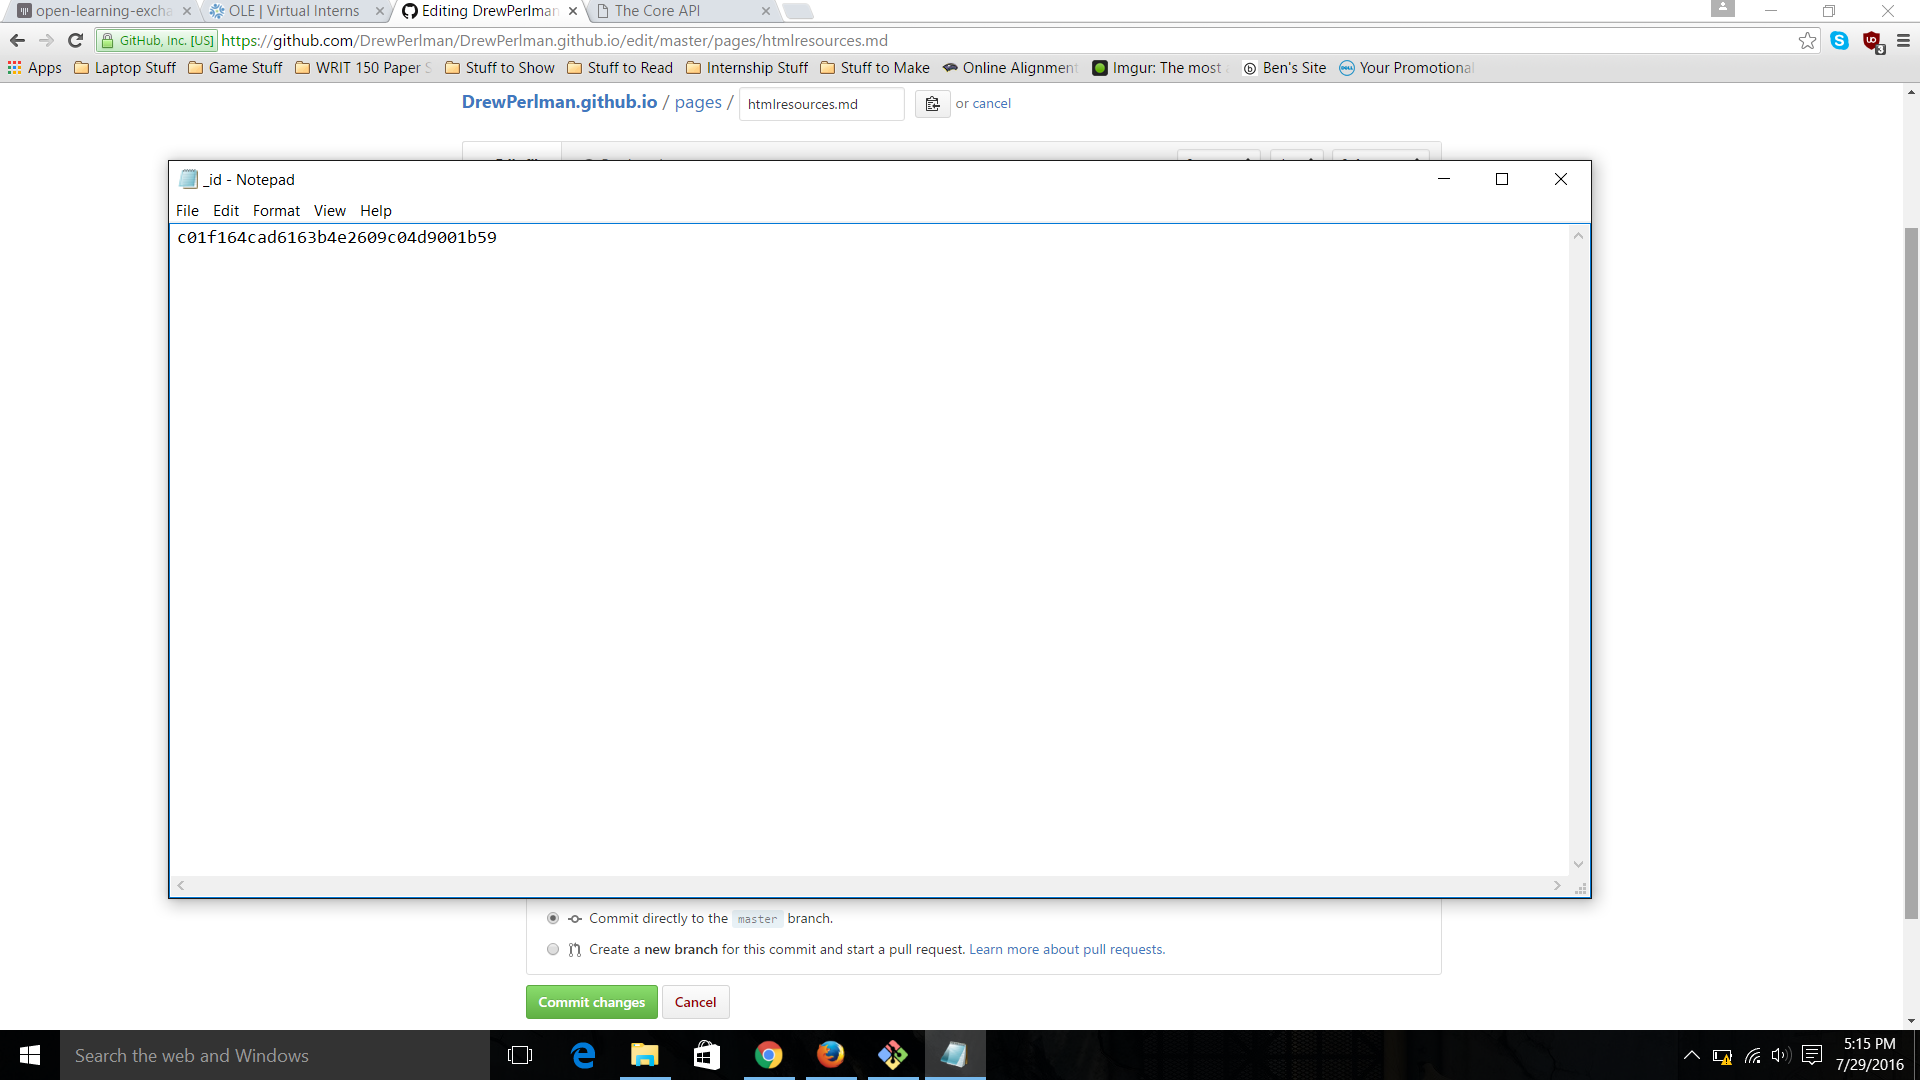 open-learning-excha
OLE | Virtual Interns
Editing DrewPerlman
The Core API
GitHub, Inc. [US]
https://github.com/DrewPerlman/DrewPerlman.github.io/edit/master/pages/htmlresources.md
3
Apps
Laptop Stuff
Game Stuff
WRIT 150 Paper
Stuff to Show
Stuff to Read
Internship Stuff
Stuff to Make
Online Alignment
Imgur: The most
Ben's Site
Your Promotional
DrewPerlman.github.io / pages / htmlresources.md or cancel
_id - Notepad
File Edit Format View Help
c01f164cad6163b4e2609c04d9001b59
Commit directly to the master branch.
Create a new branch for this commit and start a pull request. Learn more about pull requests.
Commit changes
Cancel
Search the web and Windows
5:15 PM
7/29/2016